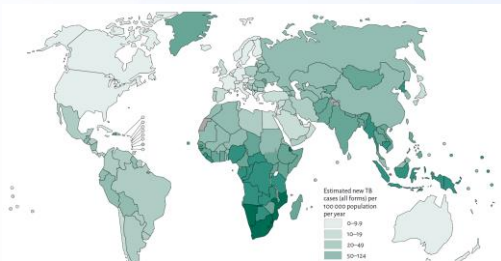 Estimated new TB
cases (all forms) per
100 000 population
per year
0–9.9
10–19
20–49
50–124